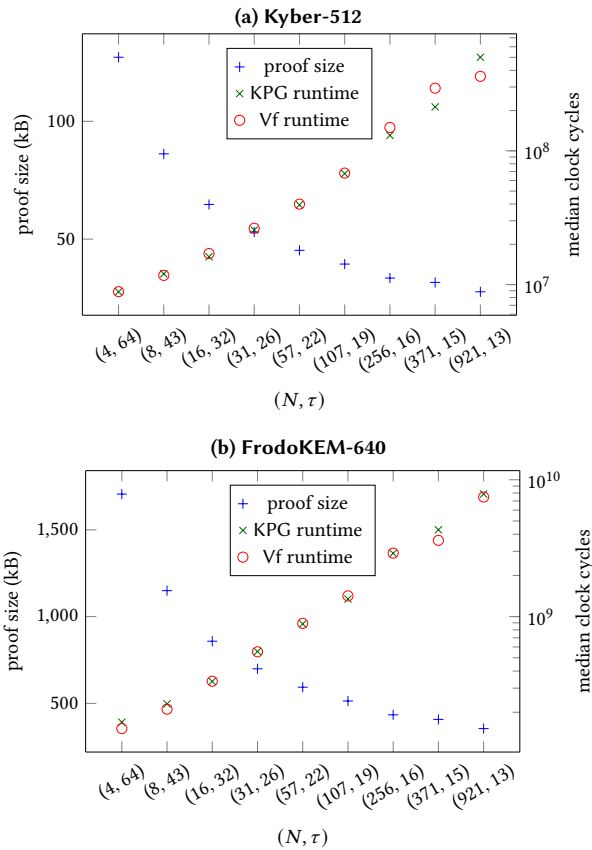 (a) Kyber-512
proof size
KPG runtime
Vf runtime
100
50
proof size (kB)
10^8
10^7
median clock cycles
(4, 64) (8, 43) (16, 32) (31, 26) (57, 22) (107, 19) (256, 16) (371, 15) (921, 13)
(N, τ)
(b) FrodoKEM-640
proof size
KPG runtime
Vf runtime
1,500
1,000
500
proof size (kB)
10^10
10^9
median clock cycles
(4, 64) (8, 43) (16, 32) (31, 26) (57, 22) (107, 19) (256, 16) (371, 15) (921, 13)
(N, τ)